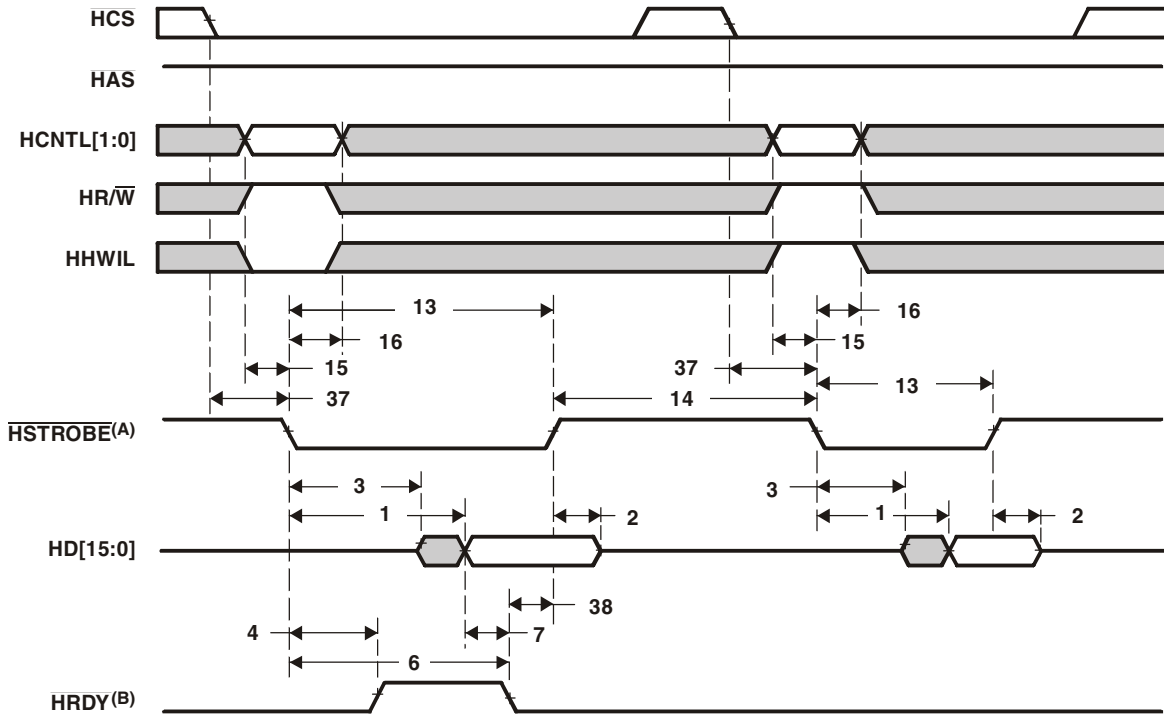 HCS
HAS
HCNTL[1:0]
HR/W
HHWIL
13
16
16
15
15
37
37
13
14
HSTROBE(A)
3
3
1
1
2
2
HD[15:0]
38
4
7
6
HRDY(B)